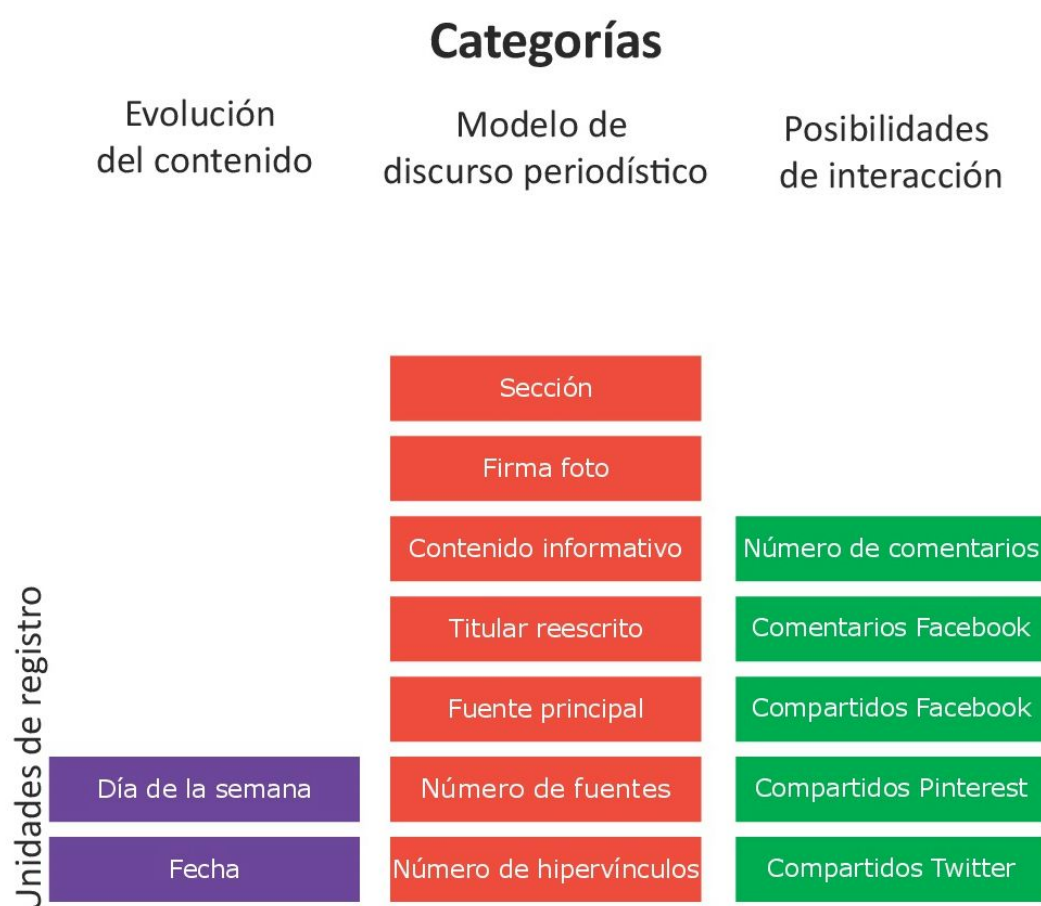 Categorías
Evolución
del contenido
Modelo de
discurso periodístico
Posibilidades
de interacción
Sección
Firma foto
Contenido informativo
Número de comentarios
Titular reescrito
Comentarios Facebook
Fuente principal
Compartidos Facebook
Día de la semana
Número de fuentes
Compartidos Pinterest
Fecha
Número de hipervínculos
Compartidos Twitter
Unidades de registro